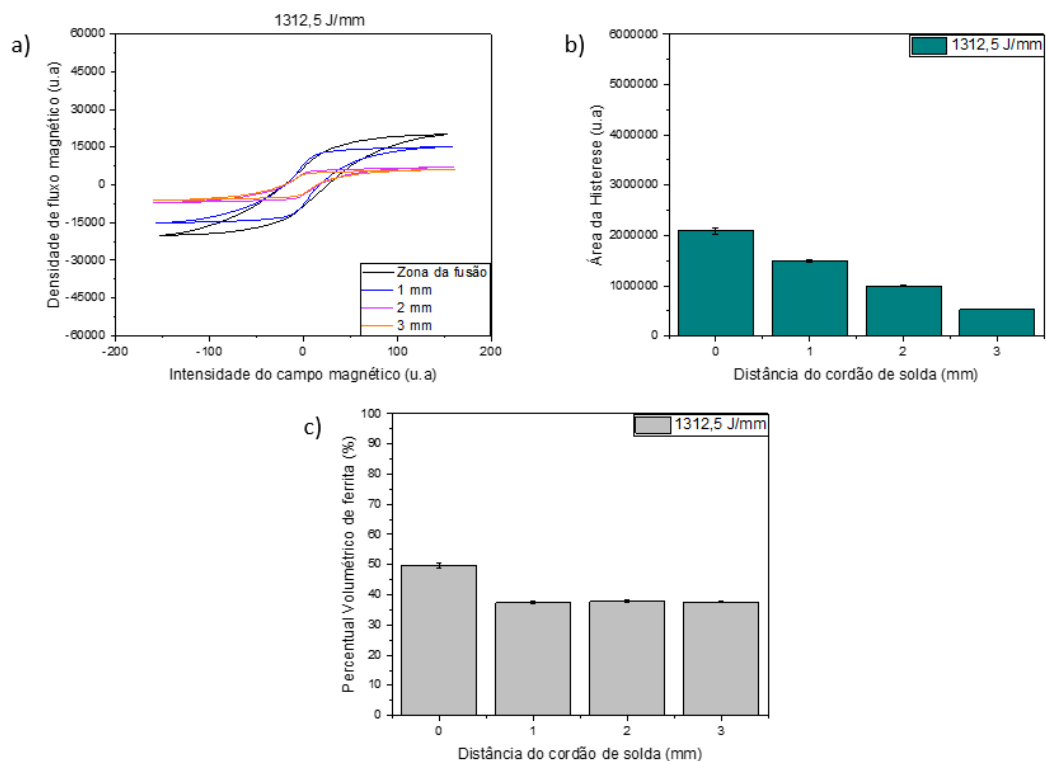 a)
1312,5 J/mm
Densidade de fluxo magnético (u.a)
60000
45000
30000
15000
0
-15000
-30000
-45000
-60000
Zona da fusão
1 mm
2 mm
3 mm
-200
-100
0
100
200
Intensidade do campo magnético (u.a)
b)
1312,5 J/mm
Área da Histerese (u.a)
6000000
5000000
4000000
3000000
2000000
1000000
0
0
1
2
3
Distância do cordão de solda (mm)
c)
1312,5 J/mm
Percentual Volumétrico de ferrita (%)
100
90
80
70
60
50
40
30
20
10
0
0
1
2
3
Distância do cordão de solda (mm)